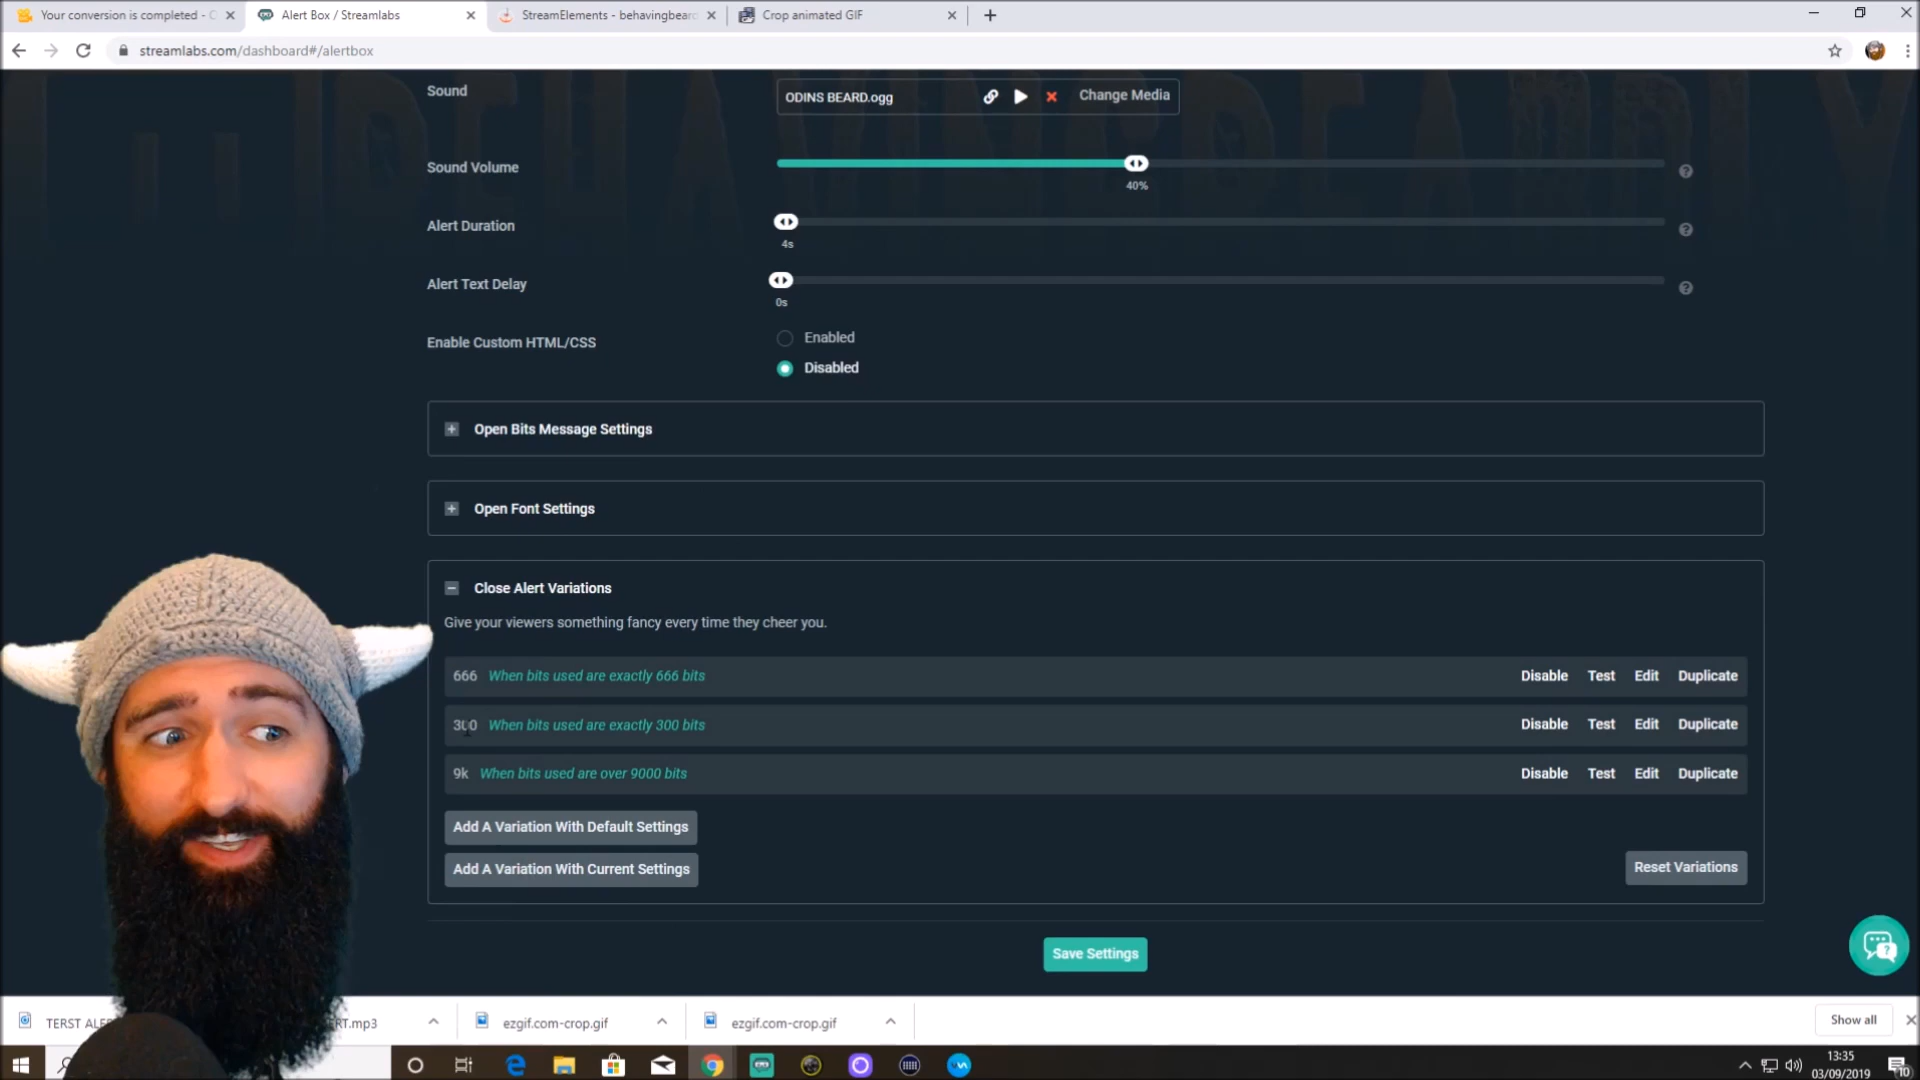 Your conversion is completed - C
Alert Box / Streamlabs
StreamElements - behavingbeard
Crop animated GIF
streamlabs.com/dashboard#/alertbox
Sound
ODINS BEARD.ogg
Change Media
Sound Volume
40%
Alert Duration
4s
Alert Text Delay
0s
Enable Custom HTML/CSS
Enabled
Disabled
Open Bits Message Settings
Open Font Settings
Close Alert Variations
Give your viewers something fancy every time they cheer you.
666 When bits used are exactly 666 bits Disable Test Edit Duplicate
300 When bits used are exactly 300 bits Disable Test Edit Duplicate
9k When bits used are over 9000 bits Disable Test Edit Duplicate
Add A Variation With Default Settings
Add A Variation With Current Settings
Reset Variations
Save Settings
TERST ALE
RT.mp3
ezgif.com-crop.gif
ezgif.com-crop.gif
Show all
13:35
03/09/2019
10